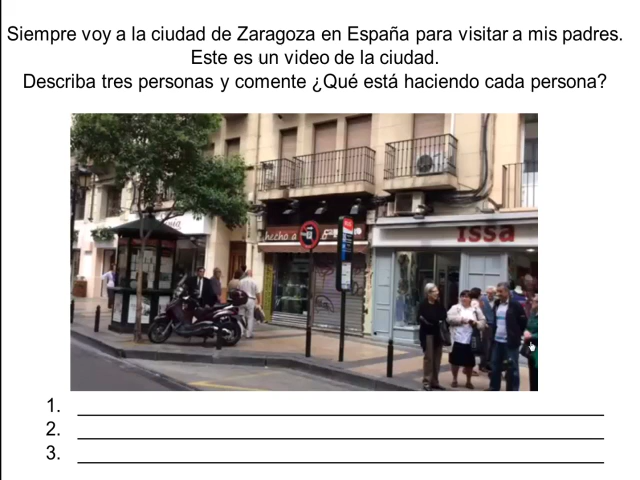 Siempre voy a la ciudad de Zaragoza en España para visitar a mis padres.
Este es un video de la ciudad.
Describa tres personas y comente ¿Qué está haciendo cada persona?
hecho a
ISSa
1.
2.
3.